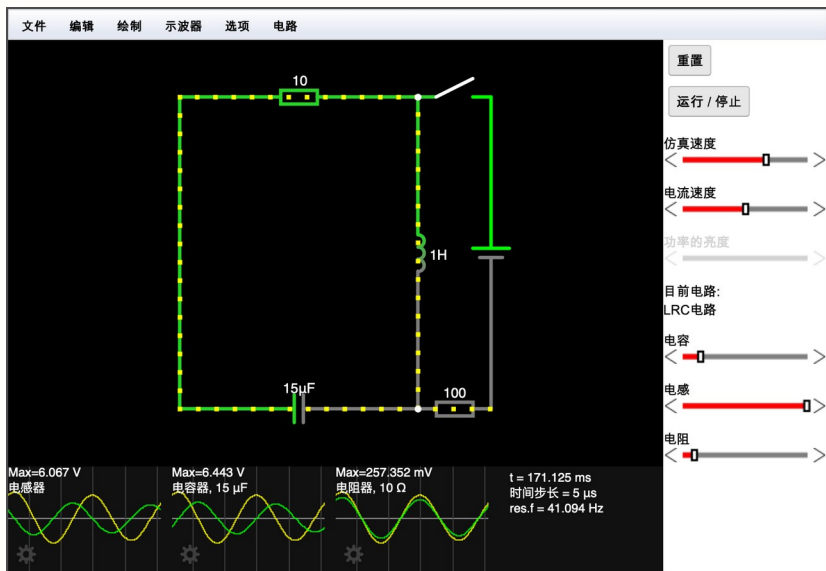 文件 编辑 绘制 示波器 选项 电路
重置
运行 / 停止
仿真速度
电流速度
功率的亮度
目前电路:
LRC电路
电容
电感
电阻
10
1H
15μF
100
Max=6.067 V
电感器
Max=6.443 V
电容器, 15 μF
Max=257.352 mV
电阻器, 10 Ω
t = 171.125 ms
时间步长 = 5 μs
res.f = 41.094 Hz